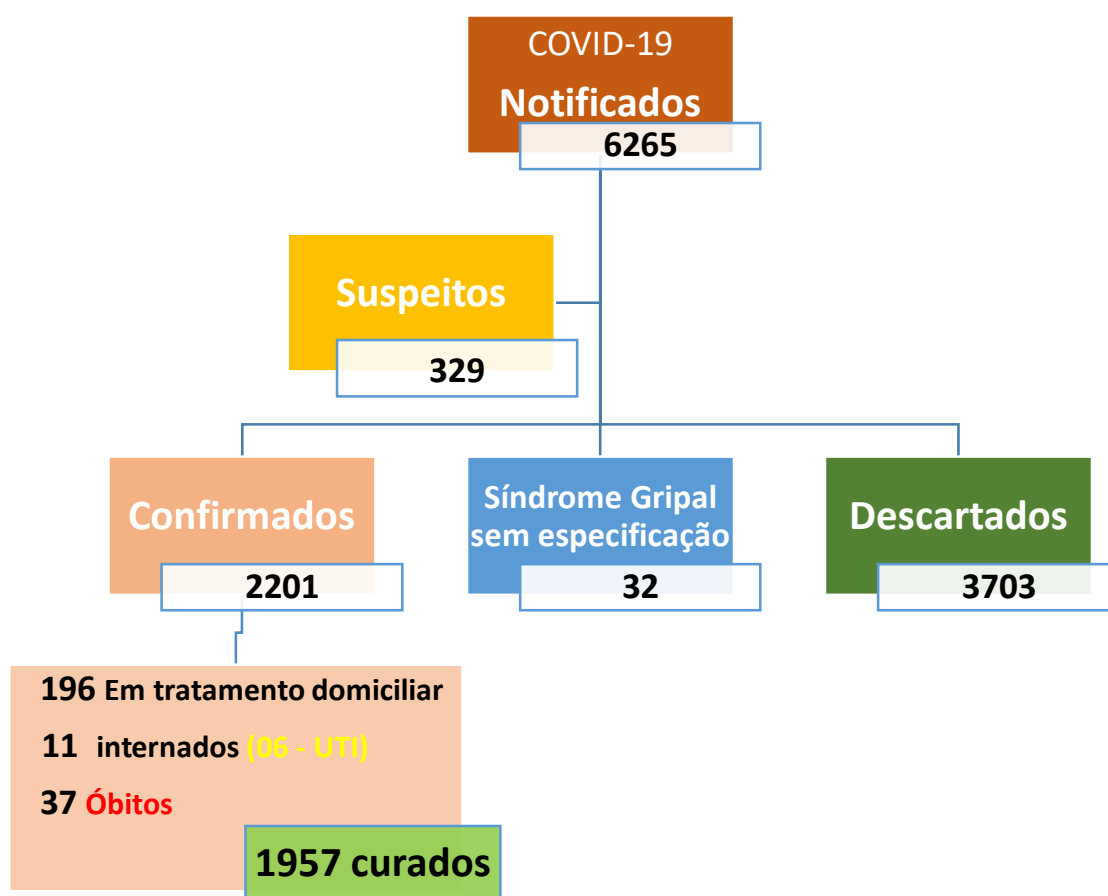 COVID-19
Notificados
6265
Suspeitos
329
Confirmados
2201
Síndrome Gripal
sem especificação
32
Descartados
3703
196 Em tratamento domiciliar
11 internados (06 - UTI)
37 Óbitos
1957 curados